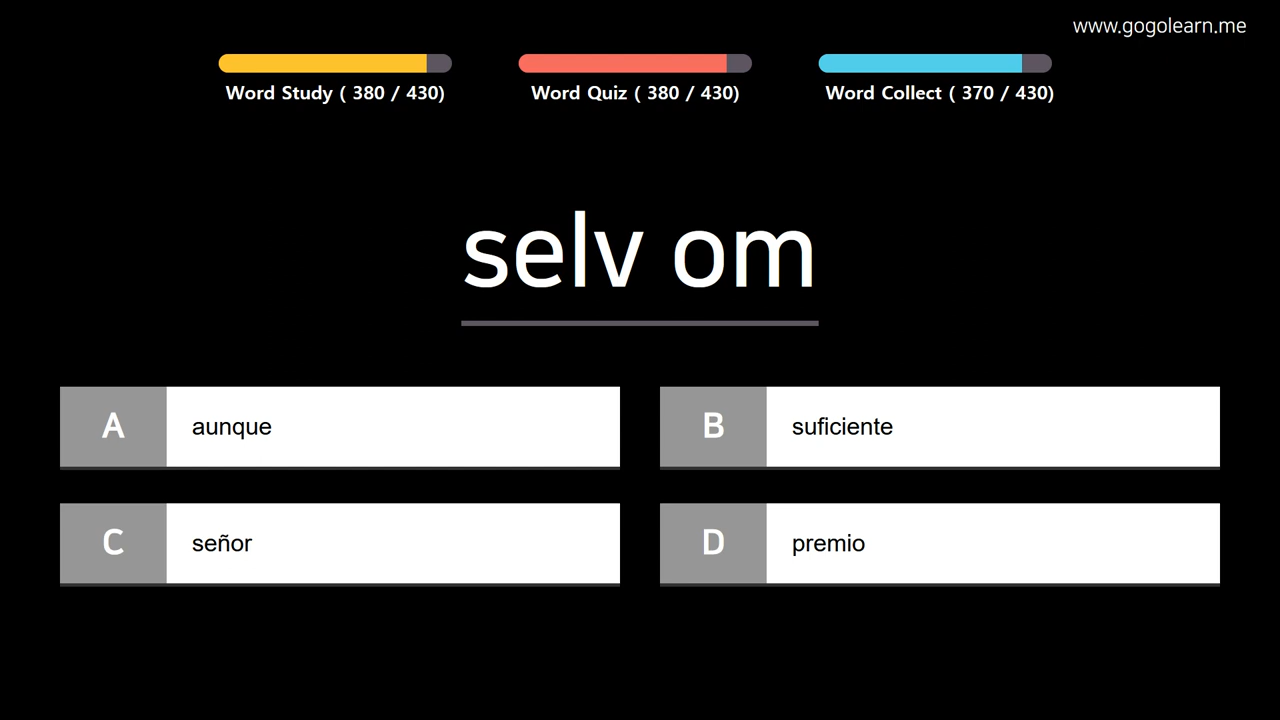 www.gogolearn.me
Word Study ( 380 / 430)
Word Quiz ( 380 / 430)
Word Collect ( 370 / 430)
selv om
A aunque
B suficiente
C señor
D premio